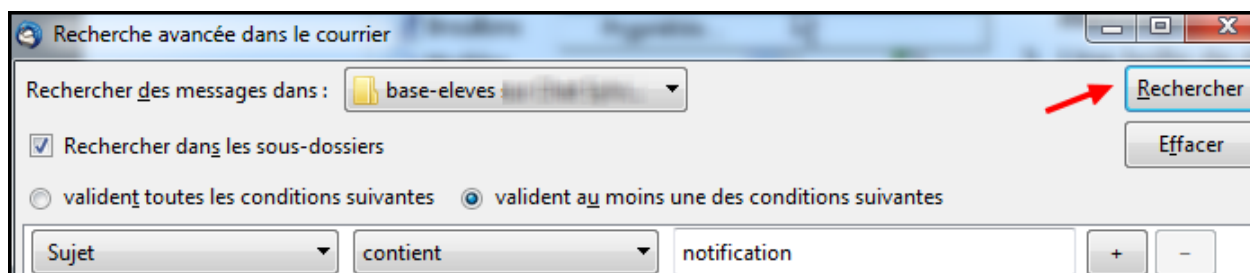 Recherche avancée dans le courrier
Rechercher des messages dans : base-eleves
Rechercher
Rechercher dans les sous-dossiers
Effacer
valident toutes les conditions suivantes valident au moins une des conditions suivantes
Sujet contient notification + −